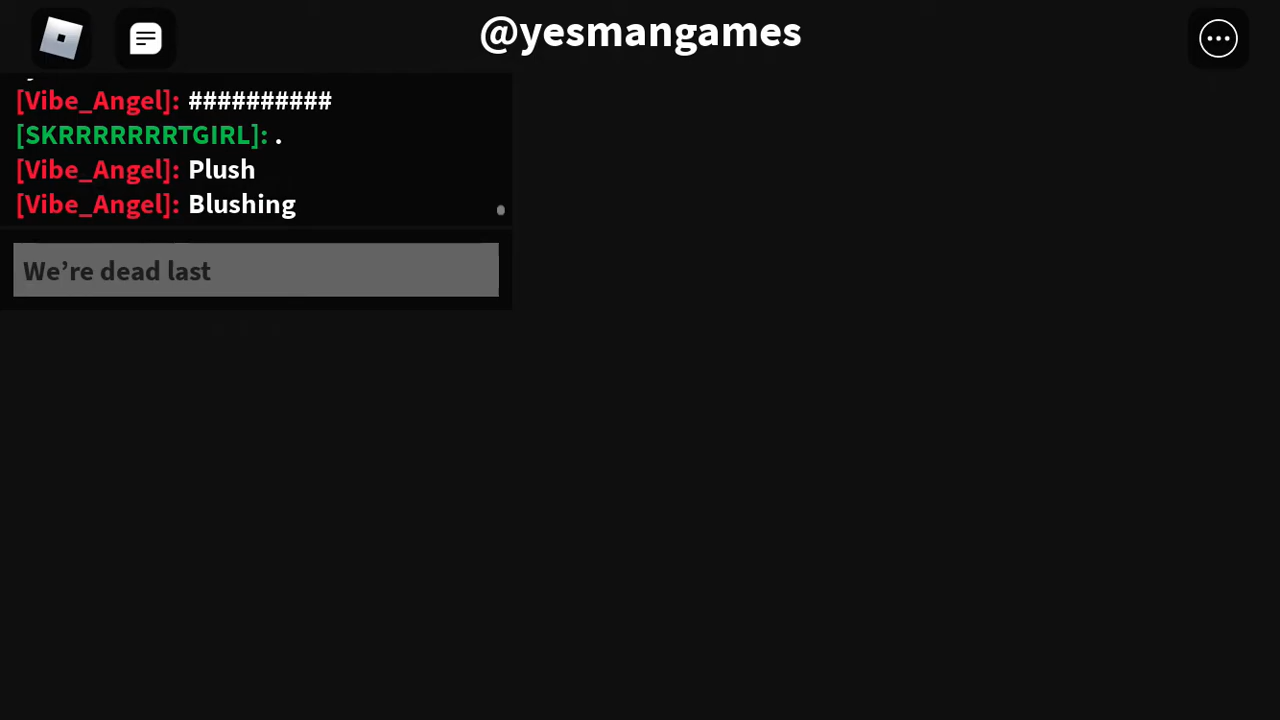 @yesmangames
[Vibe_Angel]: ##########
[SKRRRRRRRTGIRL]: .
[Vibe_Angel]: Plush
[Vibe_Angel]: Blushing
We’re dead last